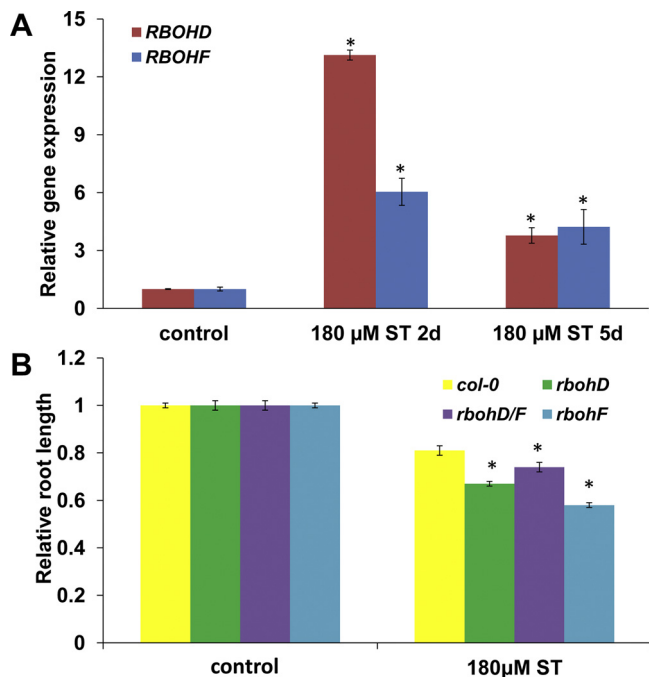 A
15
12
9
6
3
0
Relative gene expression
RBOHD
RBOHF
*
*
*
*
control
180 µM ST 2d
180 µM ST 5d
B
1.2
1
0.8
0.6
0.4
0.2
0
Relative root length
col-0 rbohD
rbohD/F rbohF
*
*
*
control
180µM ST